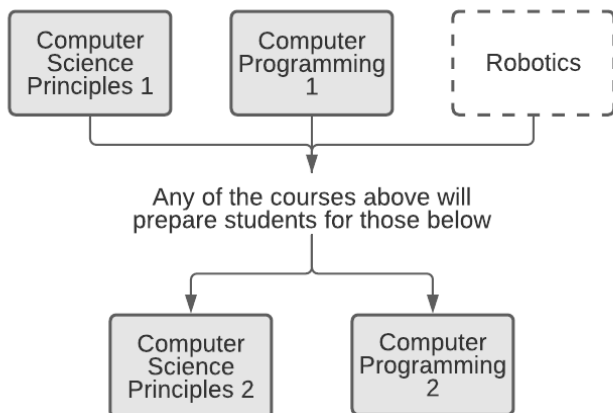 Computer
Science
Principles 1
Computer
Programming
1
Robotics
Any of the courses above will
prepare students for those below
Computer
Science
Principles 2
Computer
Programming
2